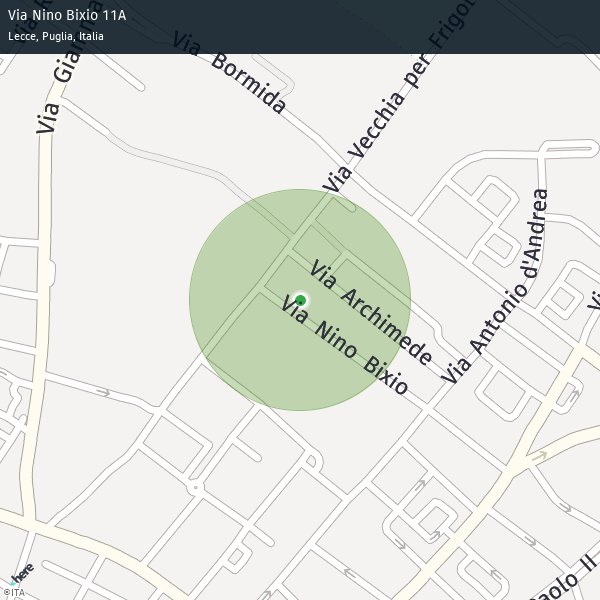 Via Nino Bixio 11A
Lecce, Puglia, Italia
Via Bormida
Via Vecchia per Frigole
Via Antonio d'Andrea
Via Archimede
Via Nino Bixio
here
©ITA